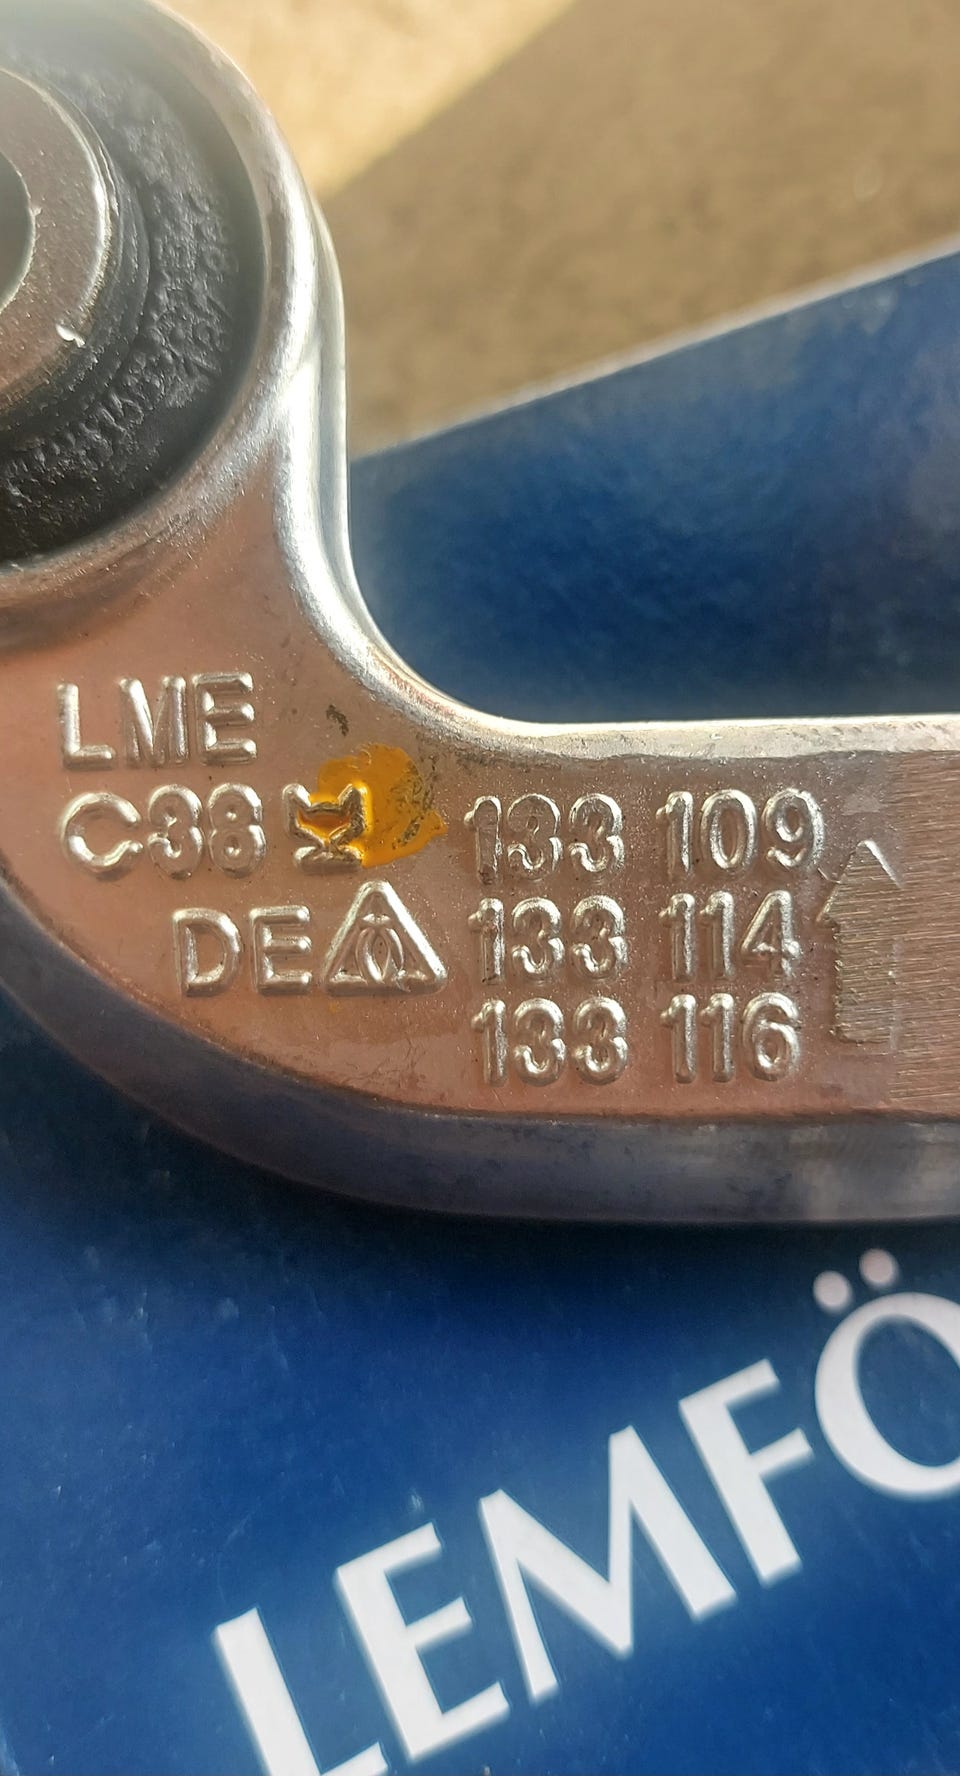 LME
C38 K 133 109
DE 133 114
133 116
LEMFÖ